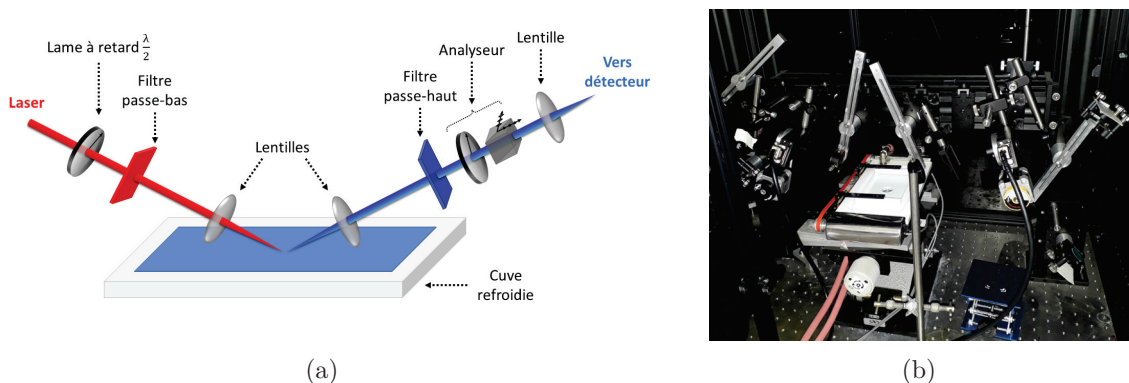 Lame à retard λ/2
Filtre
passe-bas
Laser
Lentilles
Filtre
passe-haut
Analyseur
Lentille
Vers
détecteur
Cuve
refroidie
(a)
(b)